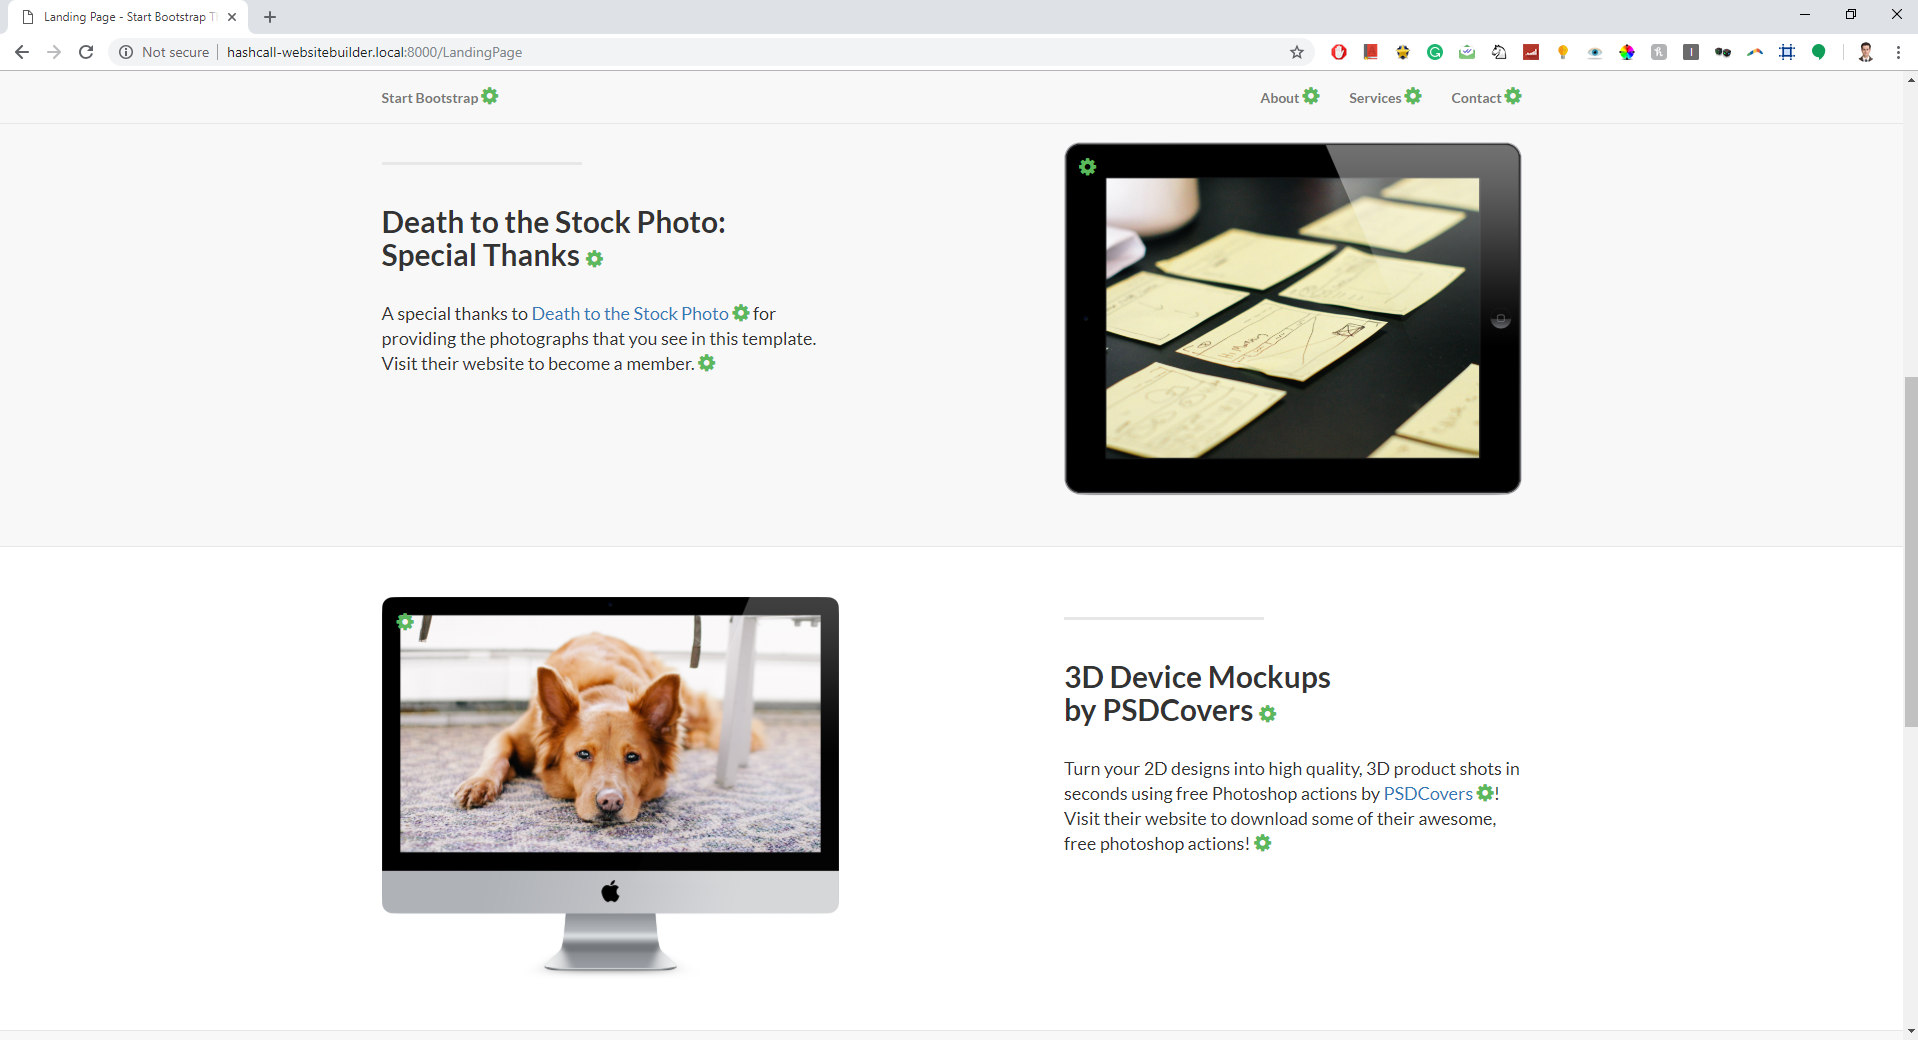 Landing Page - Start Bootstrap T
Not secure | hashcall-websitebuilder.local:8000/LandingPage
Start Bootstrap
About Services Contact
Death to the Stock Photo:
Special Thanks
A special thanks to Death to the Stock Photo for
providing the photographs that you see in this template.
Visit their website to become a member.
3D Device Mockups
by PSDCovers
Turn your 2D designs into high quality, 3D product shots in
seconds using free Photoshop actions by PSDCovers !
Visit their website to download some of their awesome,
free photoshop actions!